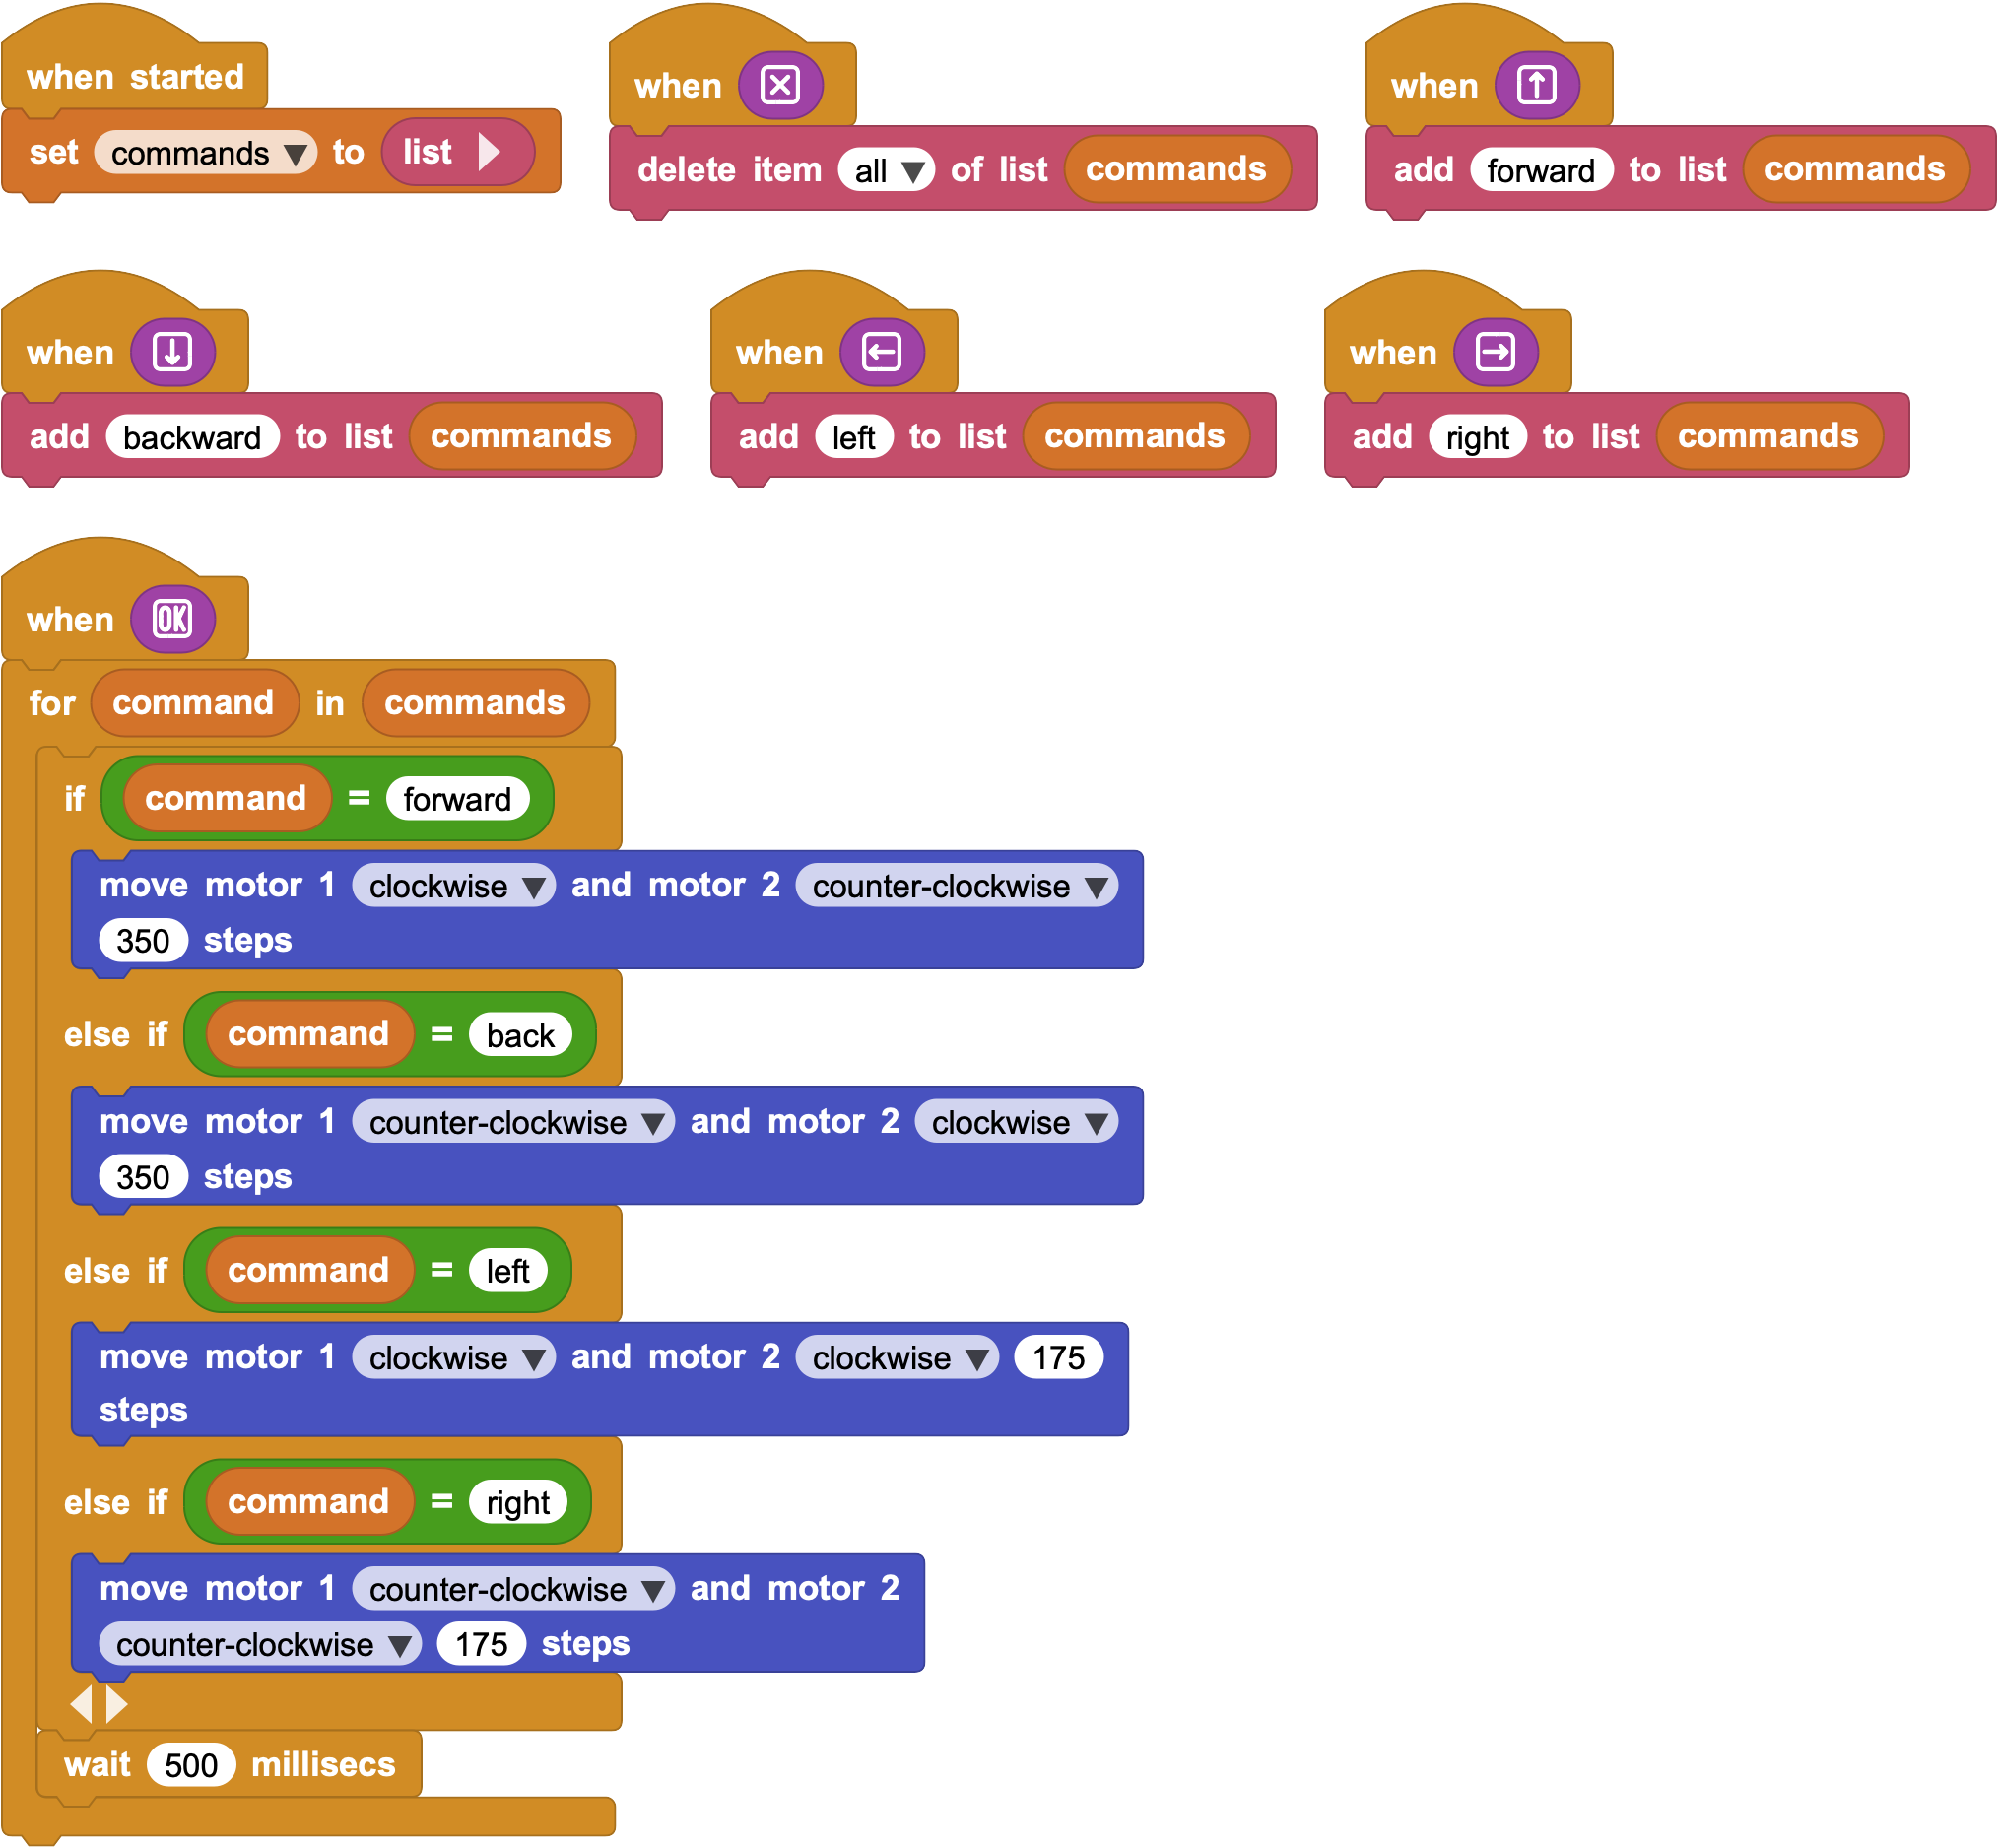 when started
set commands to list
when
delete item all of list commands
when
add forward to list commands
when
add backward to list commands
when
add left to list commands
when
add right to list commands
when OK
for command in commands
if command = forward
move motor 1 clockwise and motor 2 counter-clockwise
350 steps
else if command = back
move motor 1 counter-clockwise and motor 2 clockwise
350 steps
else if command = left
move motor 1 clockwise and motor 2 clockwise 175
steps
else if command = right
move motor 1 counter-clockwise and motor 2
counter-clockwise 175 steps
wait 500 millisecs